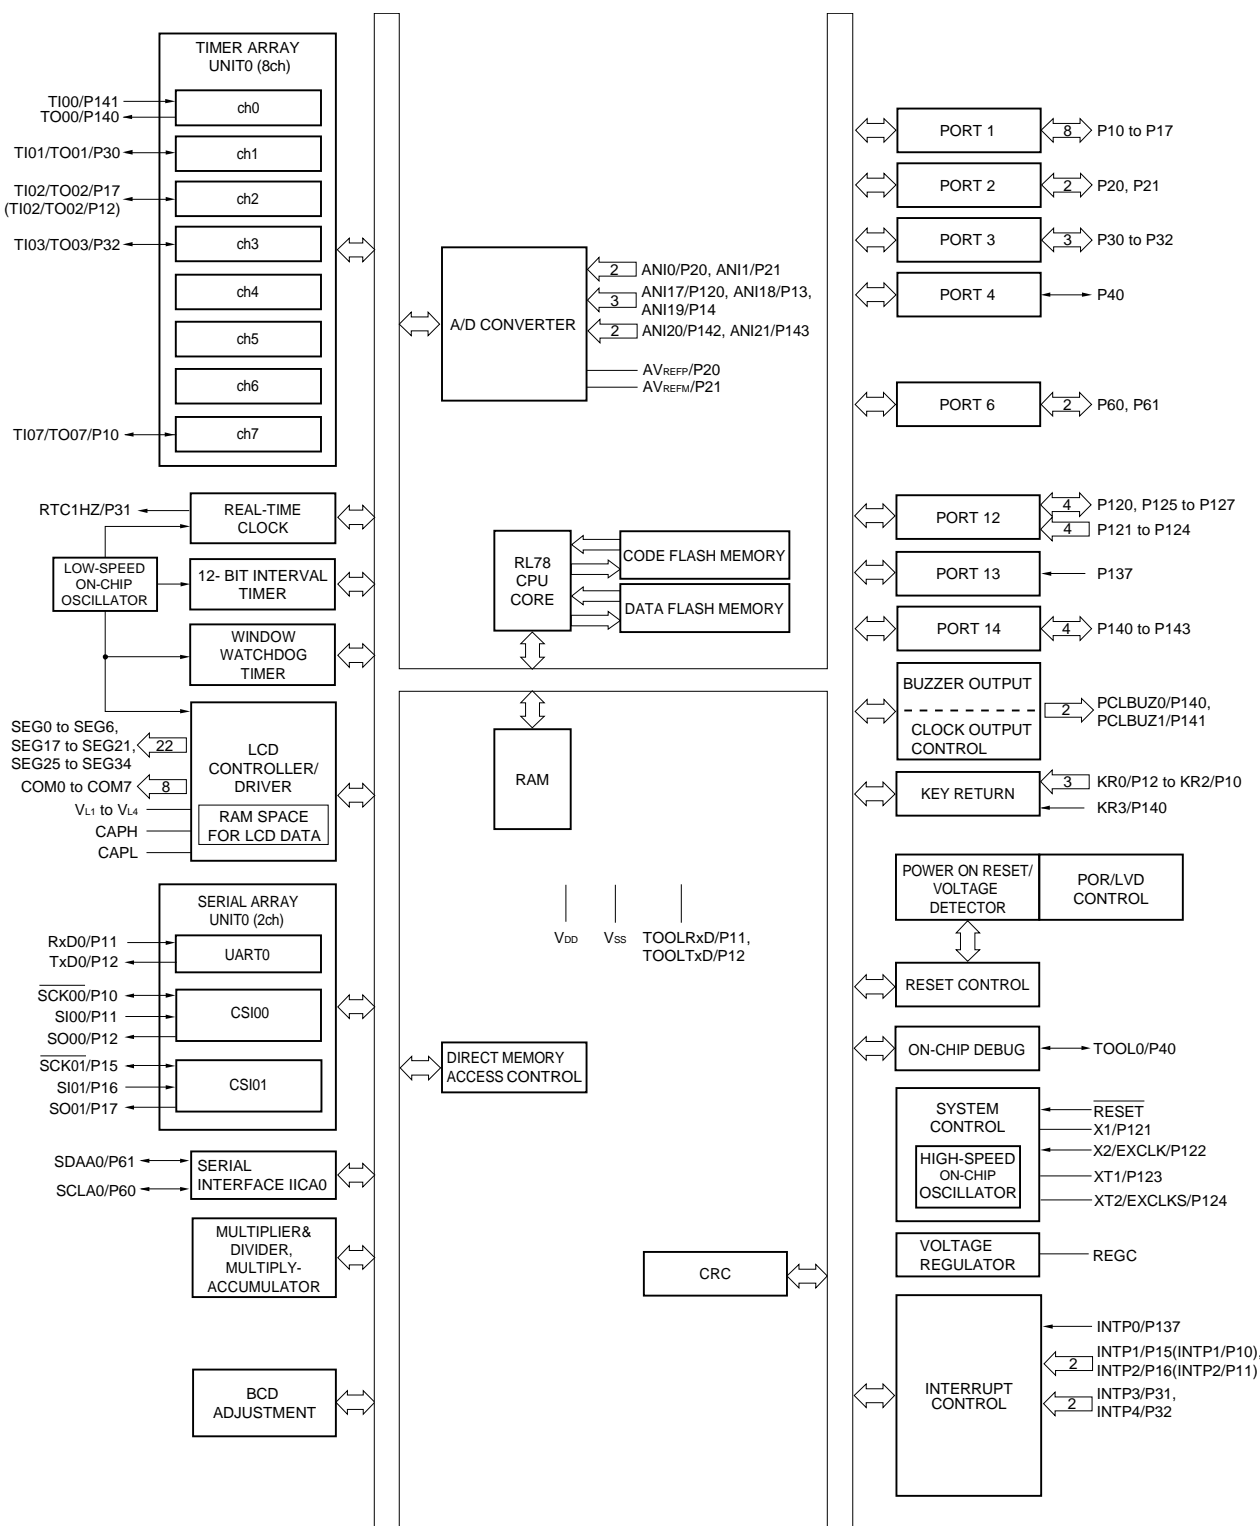 TIMER ARRAY
UNIT0 (8ch)
TI00/P141
TO00/P140
ch0
TI01/TO01/P30
ch1
TI02/TO02/P17
(TI02/TO02/P12)
ch2
TI03/TO03/P32
ch3
ch4
ch5
ch6
TI07/TO07/P10
ch7
RTC1HZ/P31
REAL-TIME
CLOCK
LOW-SPEED
ON-CHIP
OSCILLATOR
12- BIT INTERVAL
TIMER
WINDOW
WATCHDOG
TIMER
SEG0 to SEG6,
SEG17 to SEG21,
SEG25 to SEG34
22
COM0 to COM7
8
VL1 to VL4
CAPH
CAPL
LCD
CONTROLLER/
DRIVER
RAM SPACE
FOR LCD DATA
SERIAL ARRAY
UNIT0 (2ch)
RxD0/P11
TxD0/P12
UART0
SCK00/P10
SI00/P11
SO00/P12
CSI00
SCK01/P15
SI01/P16
SO01/P17
CSI01
SDAA0/P61
SCLA0/P60
SERIAL
INTERFACE IICA0
MULTIPLIER&
DIVIDER,
MULTIPLY-
ACCUMULATOR
BCD
ADJUSTMENT
A/D CONVERTER
2
ANI0/P20, ANI1/P21
3
ANI17/P120, ANI18/P13,
ANI19/P14
2
ANI20/P142, ANI21/P143
AVREFP/P20
AVREFM/P21
RL78
CPU
CORE
CODE FLASH MEMORY
DATA FLASH MEMORY
RAM
VDD
VSS
TOOLRxD/P11,
TOOLTxD/P12
DIRECT MEMORY
ACCESS CONTROL
CRC
PORT 1
8
P10 to P17
PORT 2
2
P20, P21
PORT 3
3
P30 to P32
PORT 4
P40
PORT 6
2
P60, P61
PORT 12
4
P120, P125 to P127
4
P121 to P124
PORT 13
P137
PORT 14
4
P140 to P143
BUZZER OUTPUT
CLOCK OUTPUT
CONTROL
2
PCLBUZ0/P140,
PCLBUZ1/P141
KEY RETURN
3
KR0/P12 to KR2/P10
KR3/P140
POWER ON RESET/
VOLTAGE
DETECTOR
POR/LVD
CONTROL
RESET CONTROL
ON-CHIP DEBUG
TOOL0/P40
SYSTEM
CONTROL
HIGH-SPEED
ON-CHIP
OSCILLATOR
RESET
X1/P121
X2/EXCLK/P122
XT1/P123
XT2/EXCLKS/P124
VOLTAGE
REGULATOR
REGC
INTERRUPT
CONTROL
INTP0/P137
2
INTP1/P15(INTP1/P10),
INTP2/P16(INTP2/P11)
2
INTP3/P31,
INTP4/P32